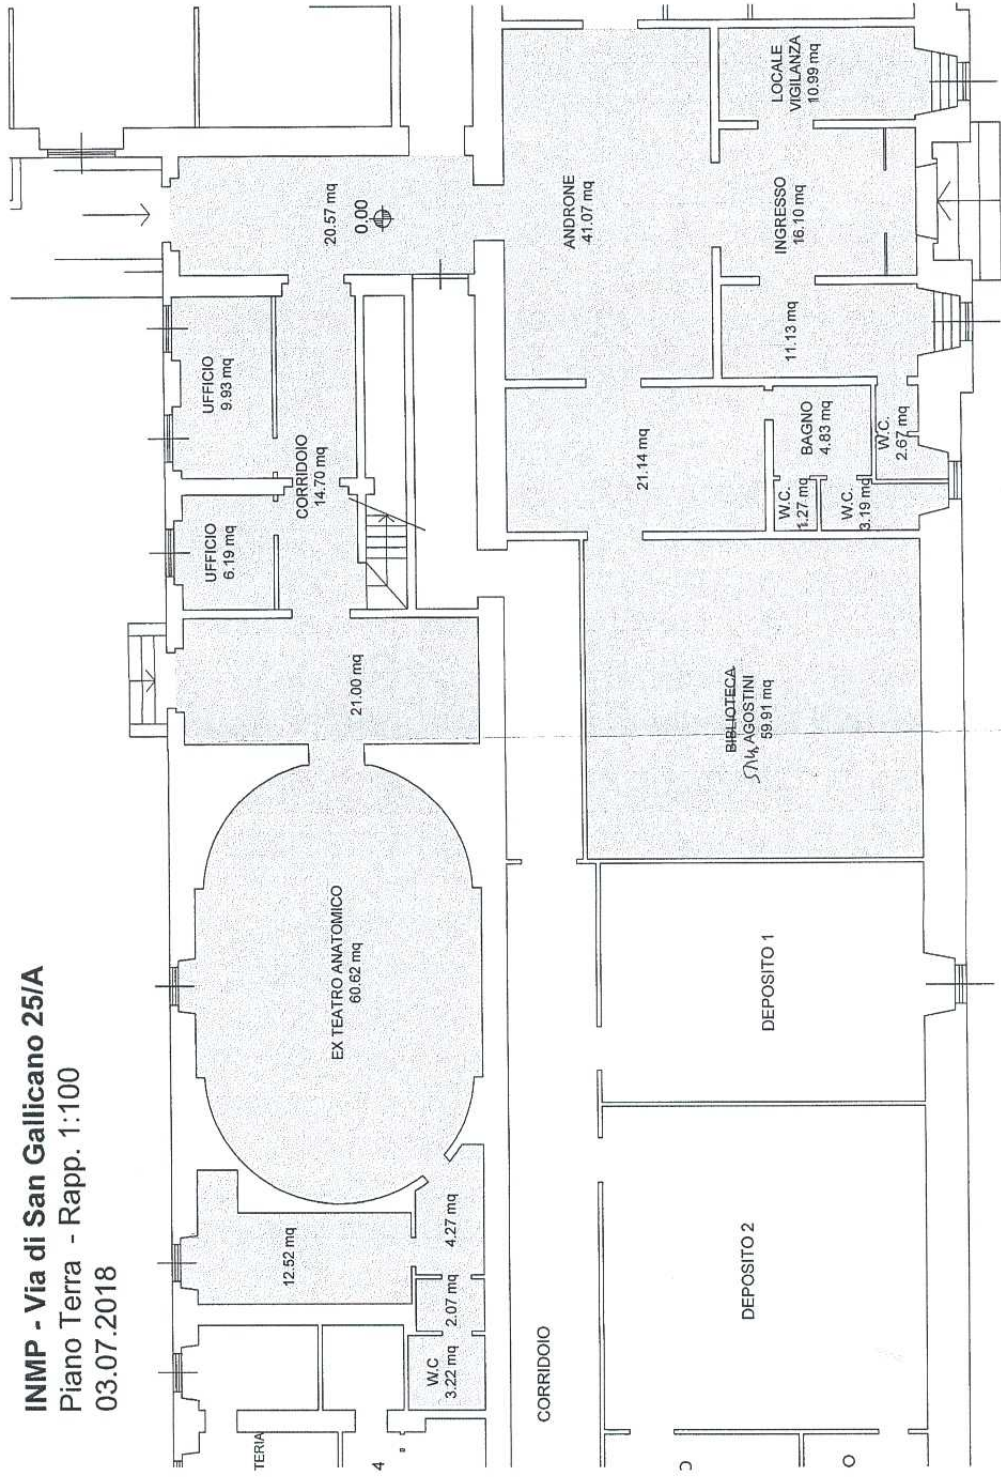 INMP - Via di San Gallicano 25/A
Piano Terra - Rapp. 1:100
03.07.2018
TERIA
4
W.C
3.22 mq
2.07 mq
4.27 mq
12.52 mq
EX TEATRO ANATOMICO
60.62 mq
21.00 mq
UFFICIO
6.19 mq
UFFICIO
9.93 mq
CORRIDOIO
14.70 mq
20.57 mq
0.00
CORRIDOIO
DEPOSITO 2
DEPOSITO 1
BIBLIOTECA
AGOSTINI
59.91 mq
21.14 mq
W.C.
1.27 mq
W.C.
3.19 mq
BAGNO
4.83 mq
W.C.
2.67 mq
ANDRONE
41.07 mq
11.13 mq
INGRESSO
16.10 mq
LOCALE
VIGILANZA
10.99 mq